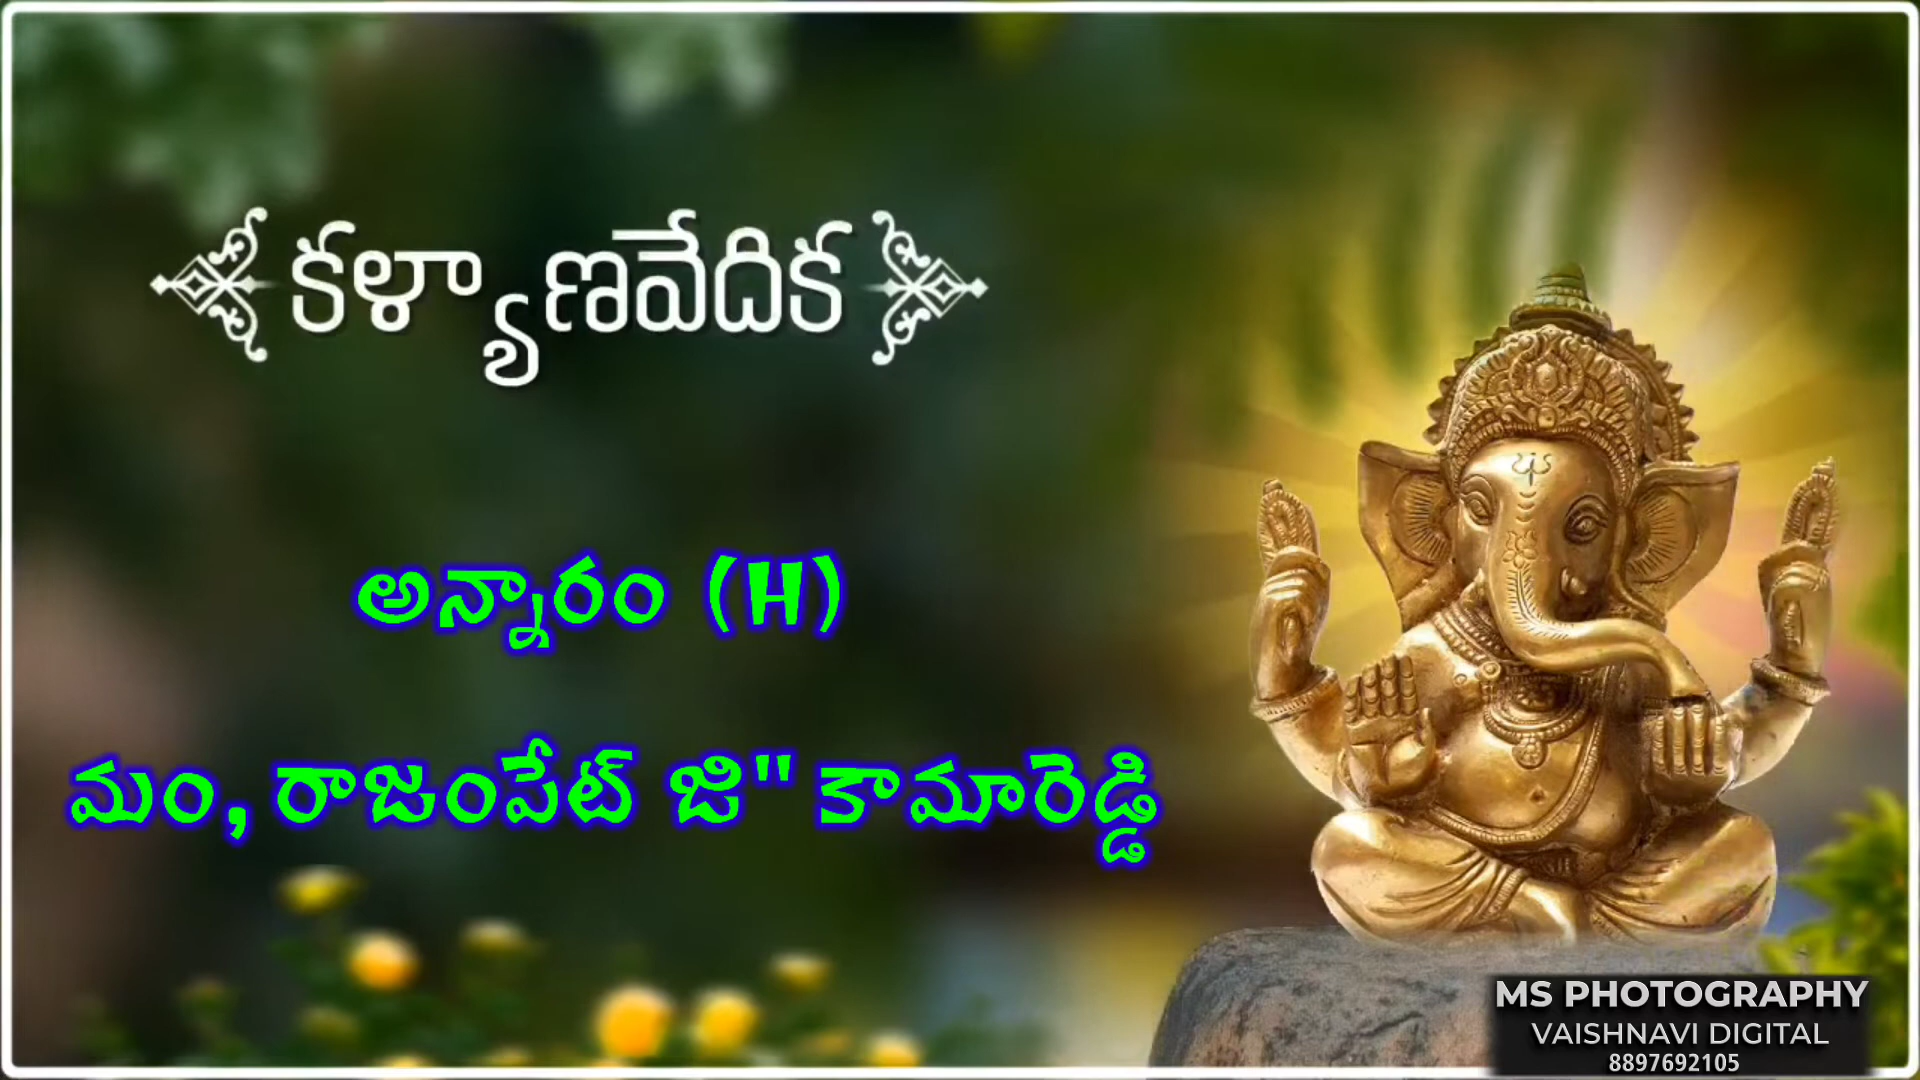 కళ్యాణవేదిక
అన్నారం (H)
మం, రాజంపేట్ జి" కామారెడ్డి
MS PHOTOGRAPHY
VAISHNAVI DIGITAL
8897692105